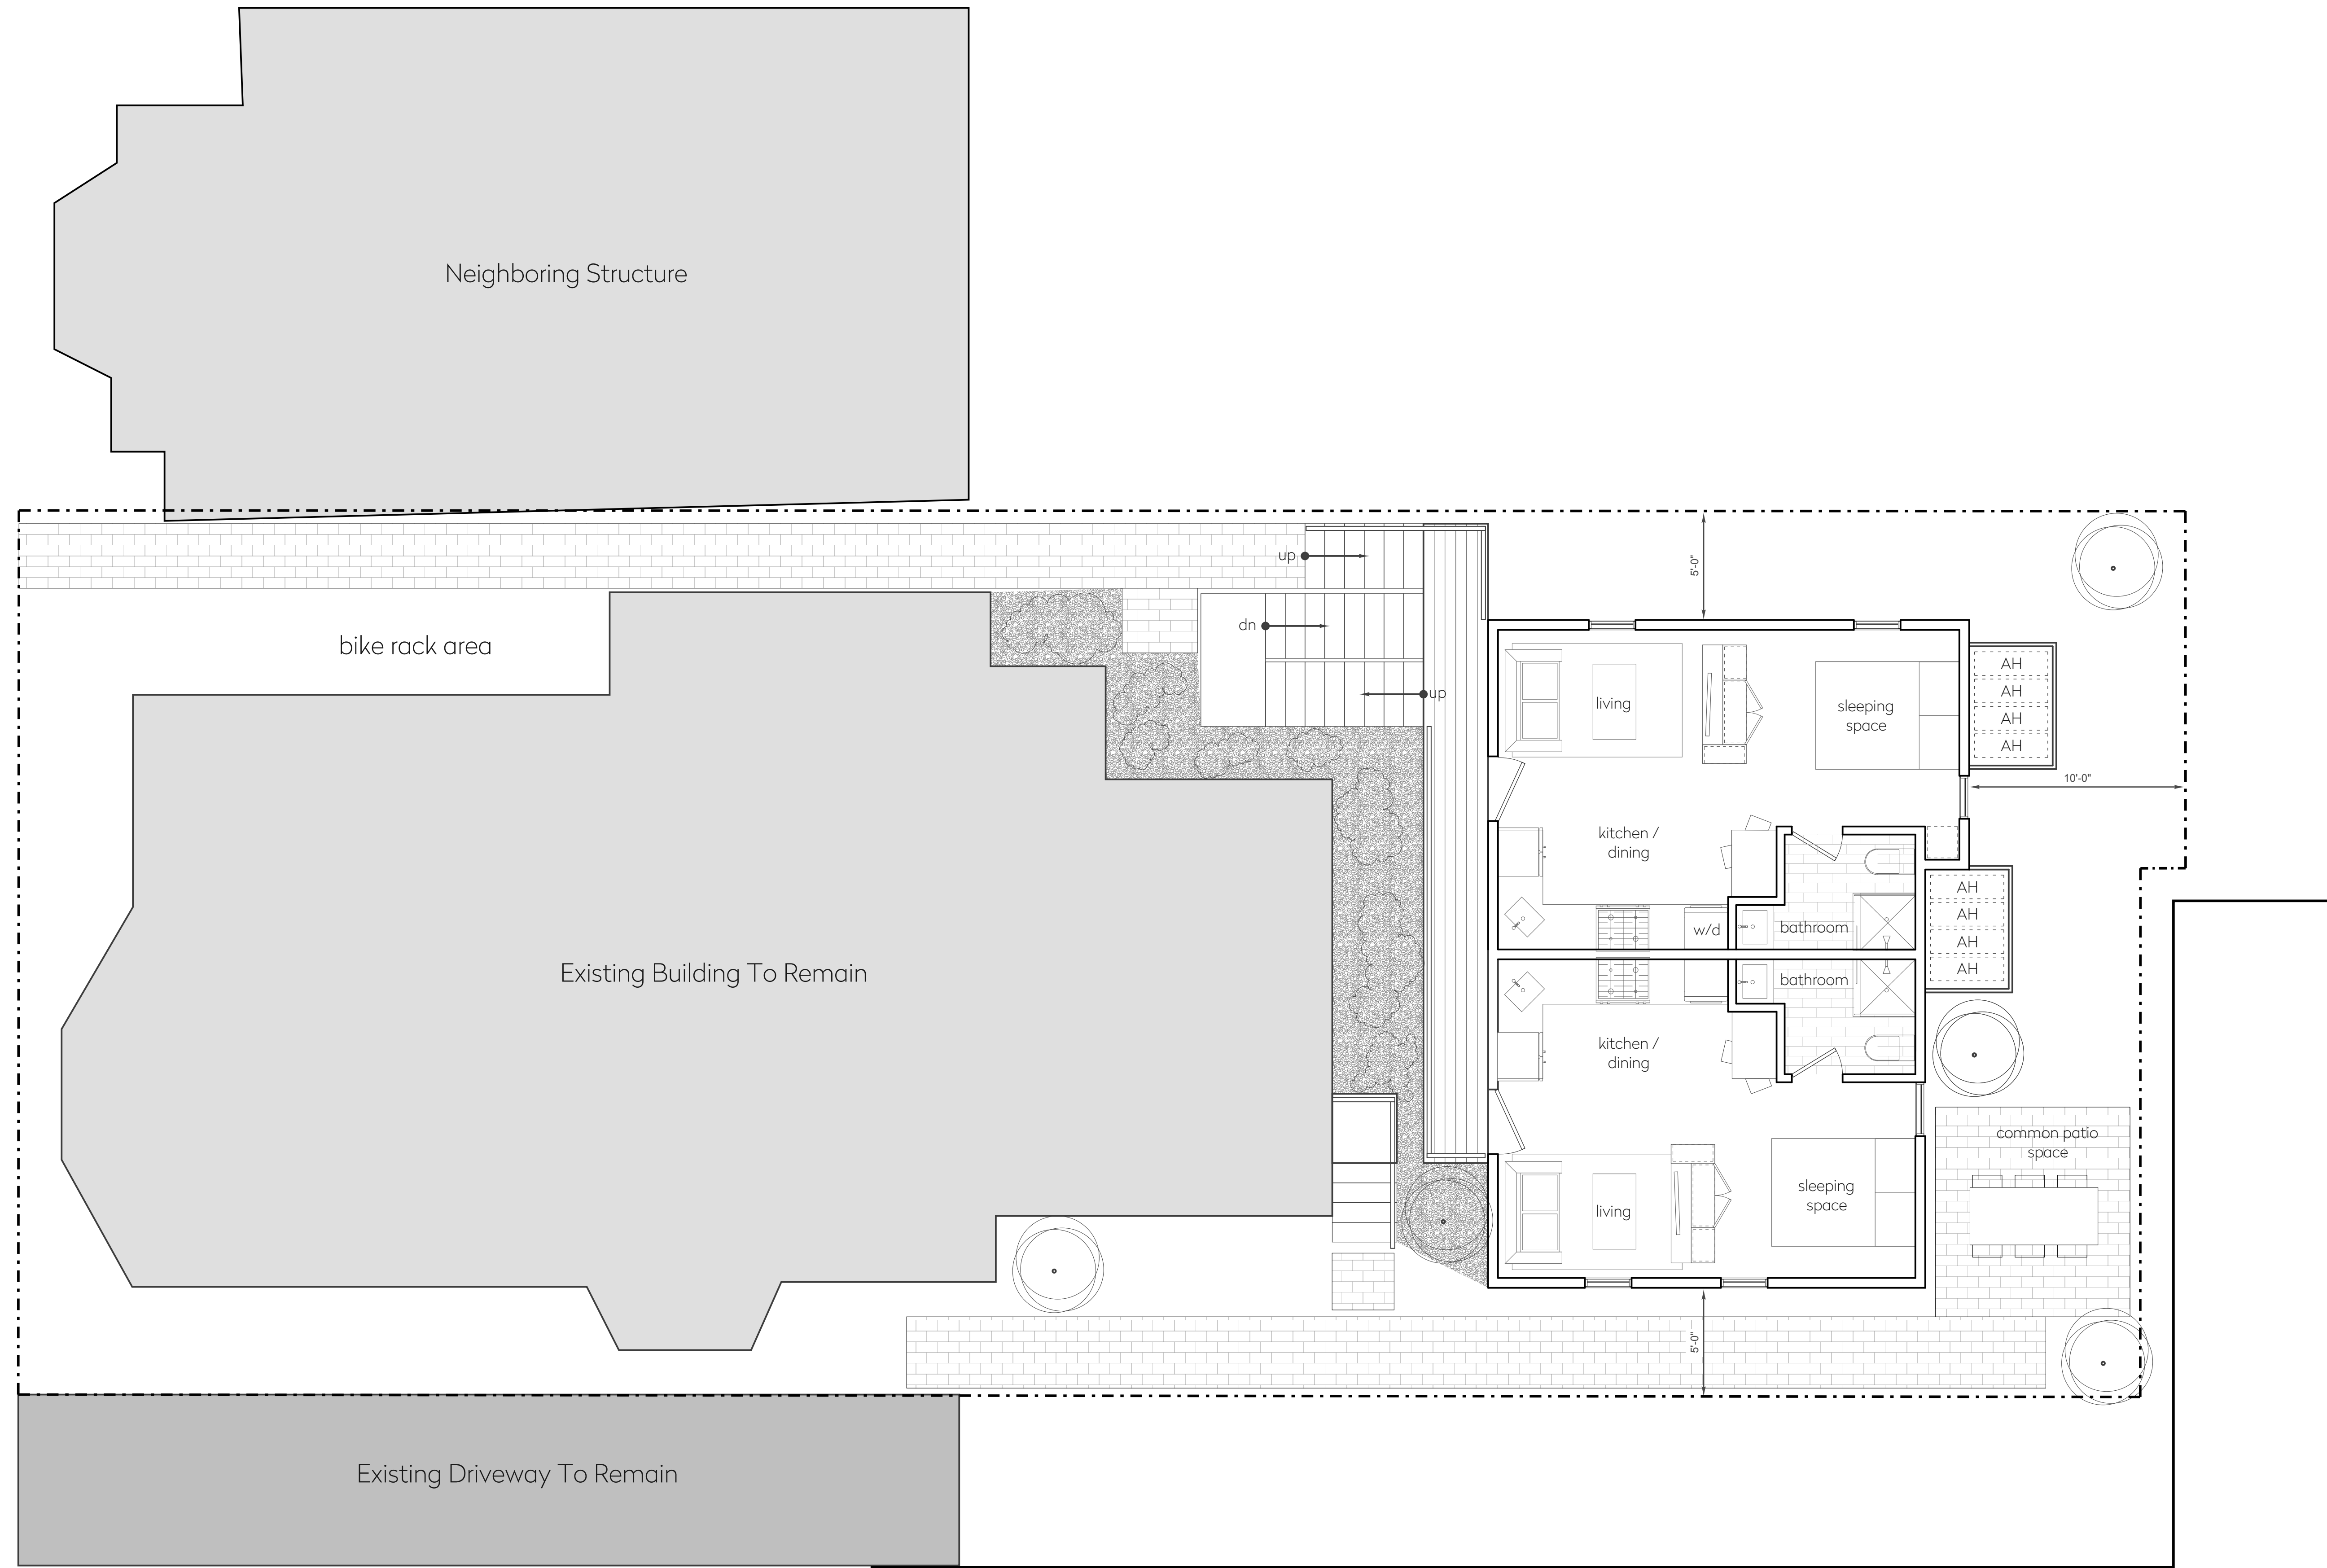 Neighboring Structure
up
5'-0"
bike rack area
dn
up
living
sleeping
space
AH
AH
AH
AH
10'-0"
kitchen /
dining
w/d
bathroom
AH
AH
AH
AH
Existing Building To Remain
bathroom
kitchen /
dining
common patio
space
living
sleeping
space
5'-0"
Existing Driveway To Remain